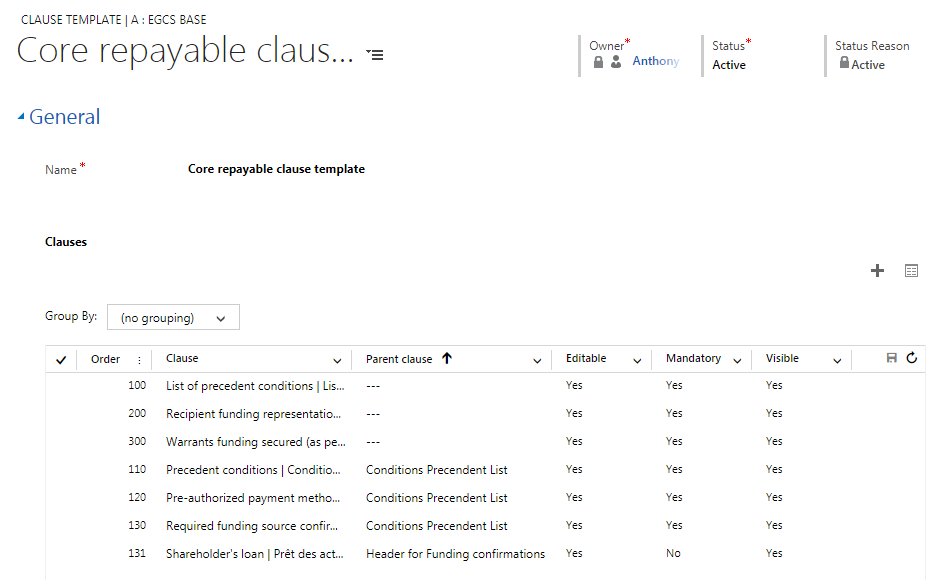 CLAUSE TEMPLATE | A : EGCS BASE
Core repayable claus...
Owner*
Anthony
Status*
Active
Status Reason
Active
General
Name*
Core repayable clause template
Clauses
Group By: (no grouping)
Order Clause Parent clause Editable Mandatory Visible
100 List of precedent conditions | Lis... --- Yes Yes Yes
200 Recipient funding representatio... --- Yes Yes Yes
300 Warrants funding secured (as pe... --- Yes Yes Yes
110 Precedent conditions | Conditio... Conditions Precendent List Yes Yes Yes
120 Pre-authorized payment metho... Conditions Precendent List Yes Yes Yes
130 Required funding source confir... Conditions Precendent List Yes Yes Yes
131 Shareholder's loan | Prêt des act... Header for Funding confirmations Yes No Yes